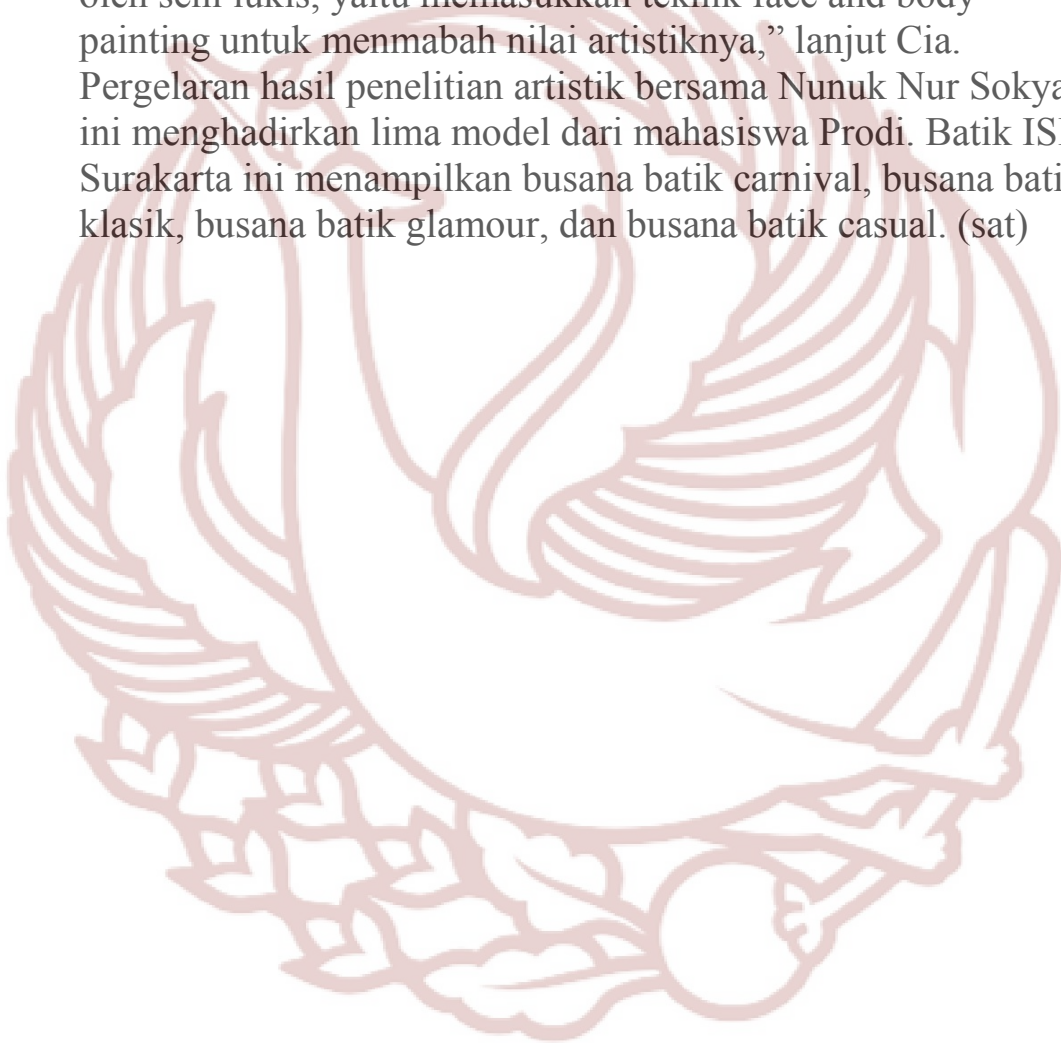 oleh seni lukis, yaitu memasukkan teknik face and body
painting untuk menmabah nilai artistiknya,” lanjut Cia.
Pergelaran hasil penelitian artistik bersama Nunuk Nur Sokya
ini menghadirkan lima model dari mahasiswa Prodi. Batik IS
Surakarta ini menampilkan busana batik carnival, busana bati
klasik, busana batik glamour, dan busana batik casual. (sat)